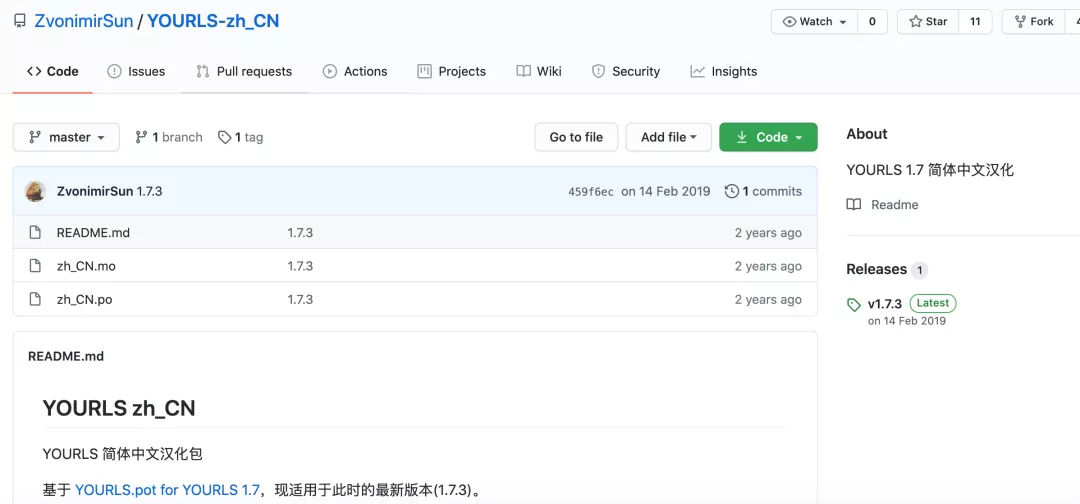 ZvonimirSun / YOURLS-zh_CN
Watch 0 Star 11 Fork
Code Issues Pull requests Actions Projects Wiki Security Insights
master 1 branch 1 tag Go to file Add file Code
ZvonimirSun 1.7.3 459f6ec on 14 Feb 2019 1 commits
README.md 1.7.3 2 years ago
zh_CN.mo 1.7.3 2 years ago
zh_CN.po 1.7.3 2 years ago
README.md
YOURLS zh_CN
YOURLS 简体中文汉化包
基于 YOURLS.pot for YOURLS 1.7，现适用于此时的最新版本(1.7.3)。
About
YOURLS 1.7 简体中文汉化
Readme
Releases 1
v1.7.3 Latest
on 14 Feb 2019